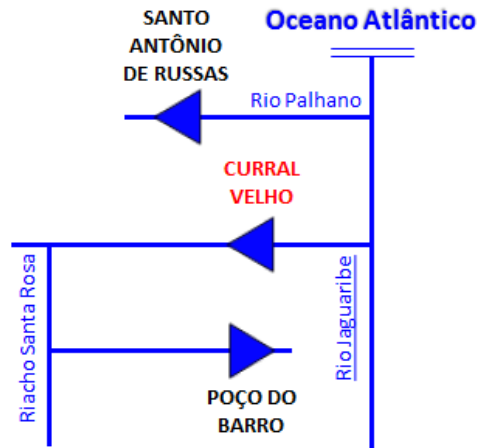 SANTO
ANTÔNIO
DE RUSSAS
Oceano Atlântico
Rio Palhano
CURRAL
VELHO
Riacho Santa Rosa
Rio Jaguaribe
POÇO DO
BARRO